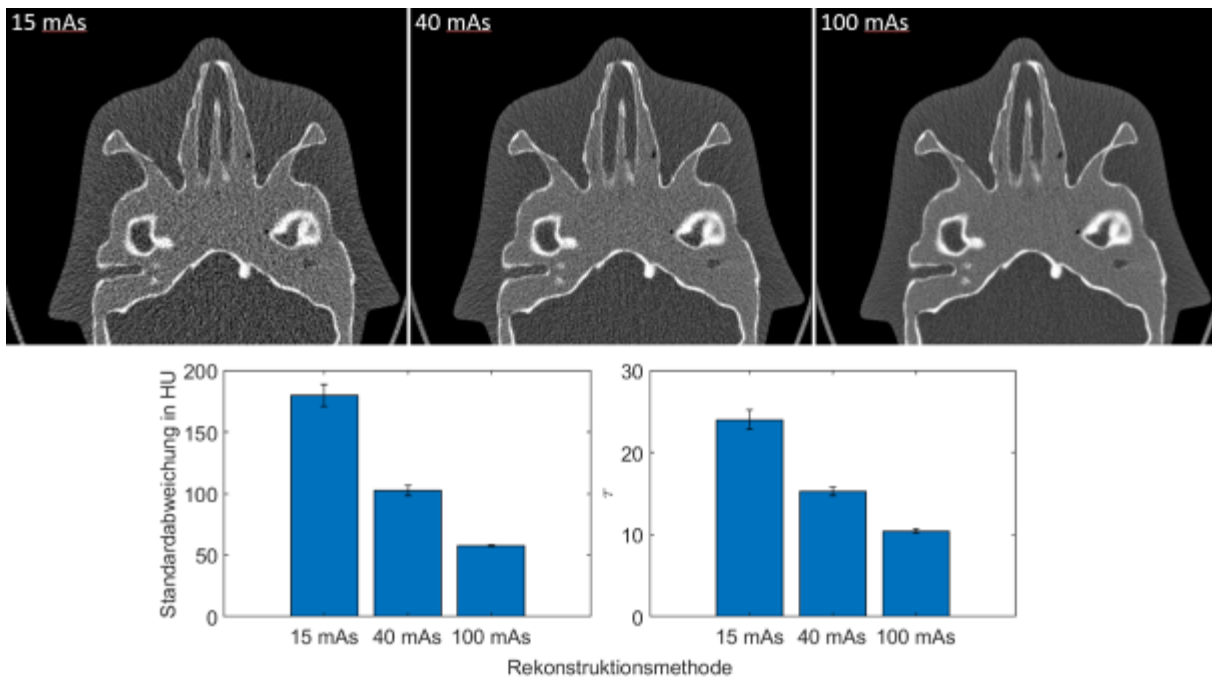 15 mAs
40 mAs
100 mAs
Standardabweichung in HU
200
150
100
50
0
15 mAs 40 mAs 100 mAs
τ
30
20
10
0
15 mAs 40 mAs 100 mAs
Rekonstruktionsmethode